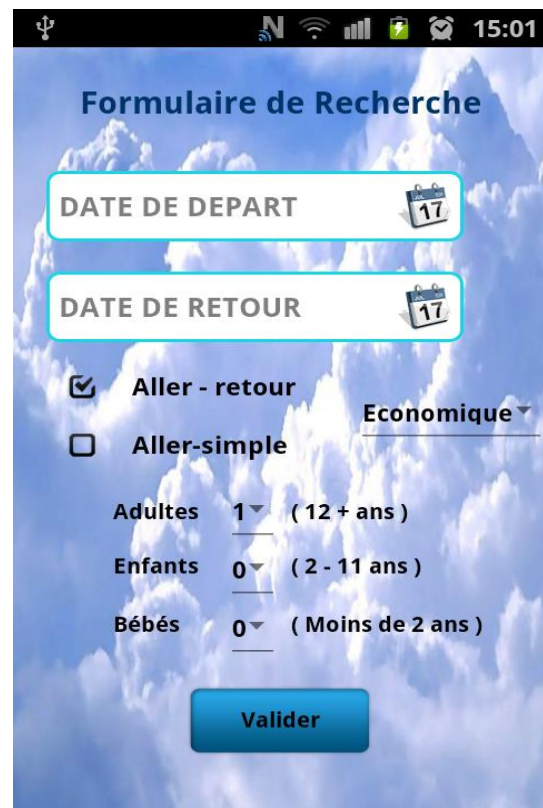 15:01
Formulaire de Recherche
DATE DE DEPART
17
DATE DE RETOUR
17
Aller - retour
Economique
Aller-simple
Adultes 1 ( 12 + ans )
Enfants 0 ( 2 - 11 ans )
Bébés 0 ( Moins de 2 ans )
Valider